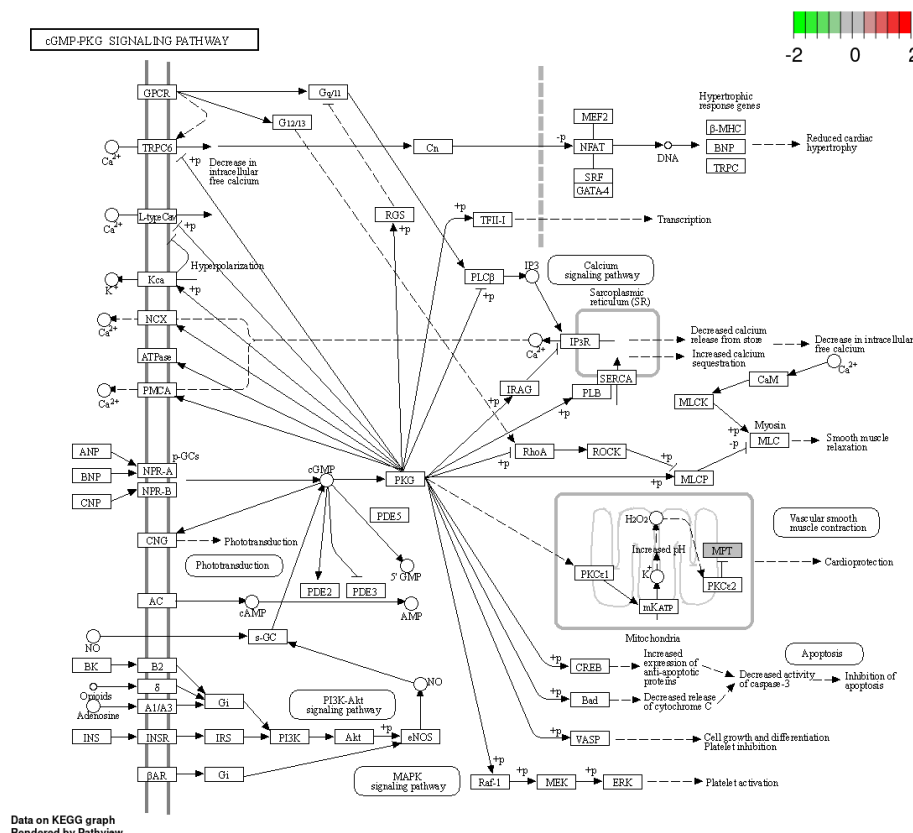 cGMP-PKG SIGNALING PATHWAY
-2 0 2
GPCR
Gq/11
G12/13
Hypertrophic
response genes
MEF2
β-MHC
Ca2+
TRPC6
+p
Cn
-p
NFAT
DNA
BNP
Reduced cardiac
hypertrophy
Decrease in
intracellular
free calcium
SRF
GATA-4
TRPC
Ca2+
L-typeCav
+p
RGS
+p
+p
TFII-I
Transcription
Hyperpolarization
K+
Kca
+p
PLCβ
+p
IP3
Calcium
signaling pathway
Sarcoplasmic
reticulum (SR)
Ca2+
NCX
Ca2+
IP3R
Decreased calcium
release from store
Decrease in intracellular
free calcium
ATPase
Increased calcium
sequestration
Ca2+
Ca2+
PMCA
+p
IRAG
SERCA
PLB
+p
CaM
MLCK
ANP
p-GCs
+p
Myosin
-p
MLC
Smooth muscle
relaxation
BNP
NPR-A
cGMP
PKG
+p
RhoA
ROCK
+p
+p
MLCP
CNP
NPR-B
PDE5
CNG
Phototransduction
Phototransduction
H2O2
Increased pH
MPT
Vascular smooth
muscle contraction
Cardioprotection
5' GMP
PDE2
PDE3
PKCε1
K+
PKCε2
mKATP
Mitochondria
AC
cAMP
AMP
NO
s-GC
BK
B2
NO
+p
CREB
Increased
expression of
anti-apoptotic
proteins
Apoptosis
Decreased activity
of caspase-3
Inhibition of
apoptosis
Opioids
δ
Adenosine
A1/A3
Gi
PI3K-Akt
signaling pathway
+p
Bad
Decreased release
of cytochrome C
INS
INSR
IRS
PI3K
Akt
+p
eNOS
+p
VASP
Cell growth and differentiation
Platelet inhibition
βAR
Gi
MAPK
signaling pathway
+p
Raf-1
+p
MEK
+p
ERK
Platelet activation
Data on KEGG graph
Rendered by Pathview